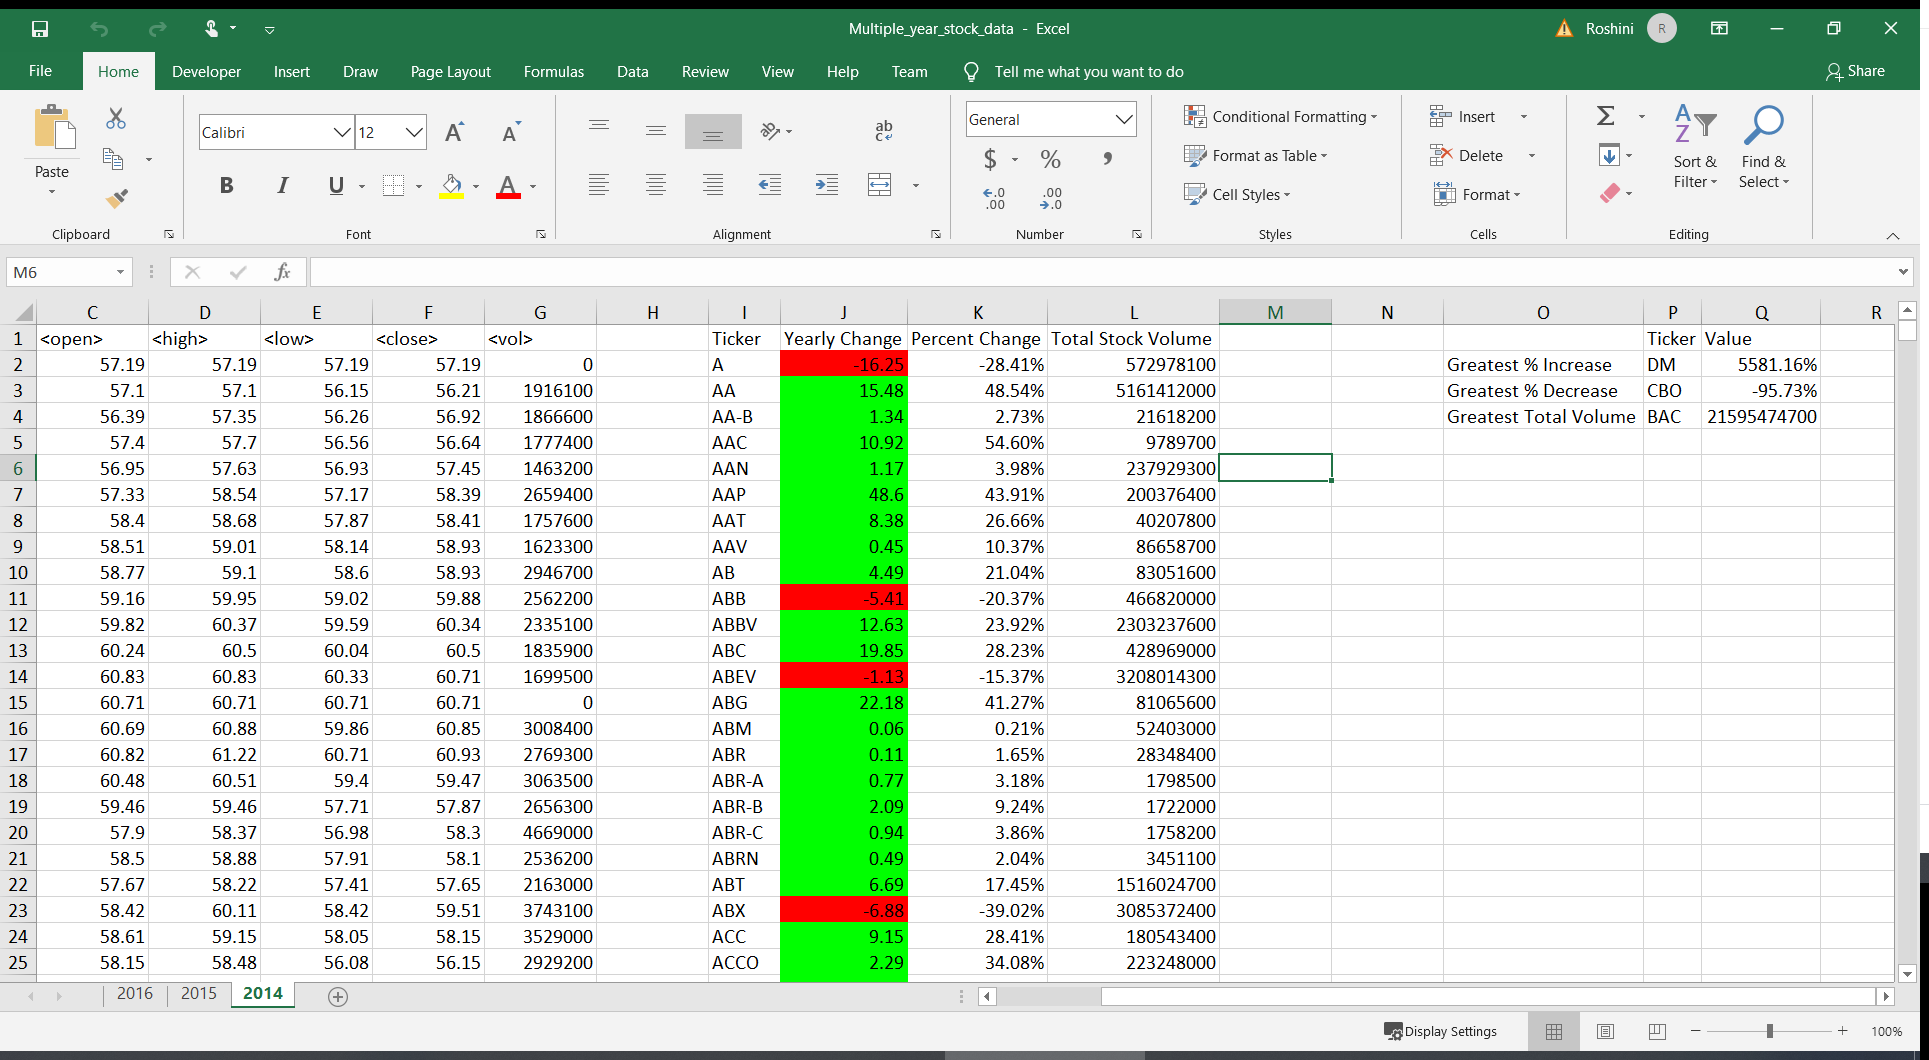 Multiple_year_stock_data - Excel
Roshini
R
File Home Developer Insert Draw Page Layout Formulas Data Review View Help Team Tell me what you want to do Share
Paste
Clipboard
Calibri 12 A A
B I U A
Font
ab
c
Alignment
General
$ % ,
←.0 .00
.00 →.0
Number
Conditional Formatting
Format as Table
Cell Styles
Styles
Insert
Delete
Format
Cells
Σ
A Z
Sort & Filter
Find & Select
Editing
M6 fx
C D E F G H I J K L M N O P Q R
1 <open> <high> <low> <close> <vol> Ticker Yearly Change Percent Change Total Stock Volume Ticker Value
2 57.19 57.19 57.19 57.19 0 A -16.25 -28.41% 572978100 Greatest % Increase DM 5581.16%
3 57.1 57.1 56.15 56.21 1916100 AA 15.48 48.54% 5161412000 Greatest % Decrease CBO -95.73%
4 56.39 57.35 56.26 56.92 1866600 AA-B 1.34 2.73% 21618200 Greatest Total Volume BAC 21595474700
5 57.4 57.7 56.56 56.64 1777400 AAC 10.92 54.60% 9789700
6 56.95 57.63 56.93 57.45 1463200 AAN 1.17 3.98% 237929300
7 57.33 58.54 57.17 58.39 2659400 AAP 48.6 43.91% 200376400
8 58.4 58.68 57.87 58.41 1757600 AAT 8.38 26.66% 40207800
9 58.51 59.01 58.14 58.93 1623300 AAV 0.45 10.37% 86658700
10 58.77 59.1 58.6 58.93 2946700 AB 4.49 21.04% 83051600
11 59.16 59.95 59.02 59.88 2562200 ABB -5.41 -20.37% 466820000
12 59.82 60.37 59.59 60.34 2335100 ABBV 12.63 23.92% 2303237600
13 60.24 60.5 60.04 60.5 1835900 ABC 19.85 28.23% 428969000
14 60.83 60.83 60.33 60.71 1699500 ABEV -1.13 -15.37% 3208014300
15 60.71 60.71 60.71 60.71 0 ABG 22.18 41.27% 81065600
16 60.69 60.88 59.86 60.85 3008400 ABM 0.06 0.21% 52403000
17 60.82 61.22 60.71 60.93 2769300 ABR 0.11 1.65% 28348400
18 60.48 60.51 59.4 59.47 3063500 ABR-A 0.77 3.18% 1798500
19 59.46 59.46 57.71 57.87 2656300 ABR-B 2.09 9.24% 1722000
20 57.9 58.37 56.98 58.3 4669000 ABR-C 0.94 3.86% 1758200
21 58.5 58.88 57.91 58.1 2536200 ABRN 0.49 2.04% 3451100
22 57.67 58.22 57.41 57.65 2163000 ABT 6.69 17.45% 1516024700
23 58.42 60.11 58.42 59.51 3743100 ABX -6.88 -39.02% 3085372400
24 58.61 59.15 58.05 58.15 3529000 ACC 9.15 28.41% 180543400
25 58.15 58.48 56.08 56.15 2929200 ACCO 2.29 34.08% 223248000
2016 2015 2014
Display Settings 100%